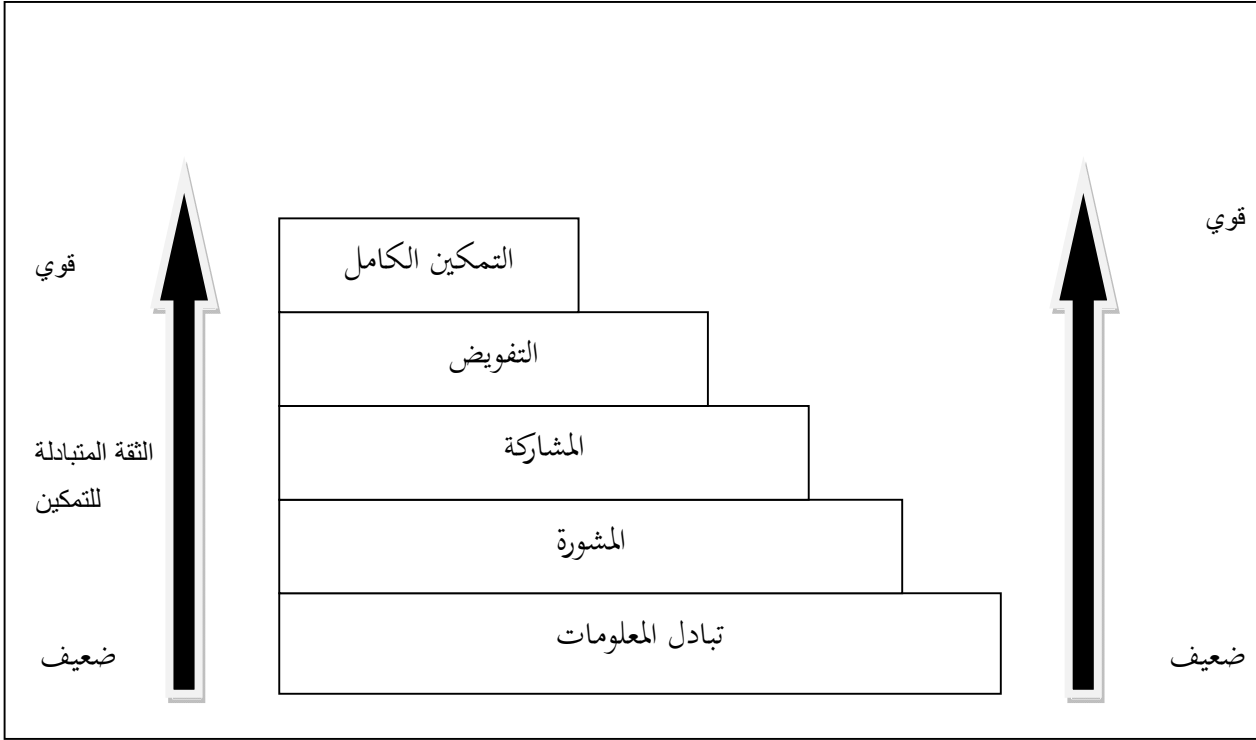 قوي
قوي
التمكين الكامل
التفويض
المشاركة
الثقة المتبادلة
للتمكين
المشورة
تبادل المعلومات
ضعيف
ضعيف